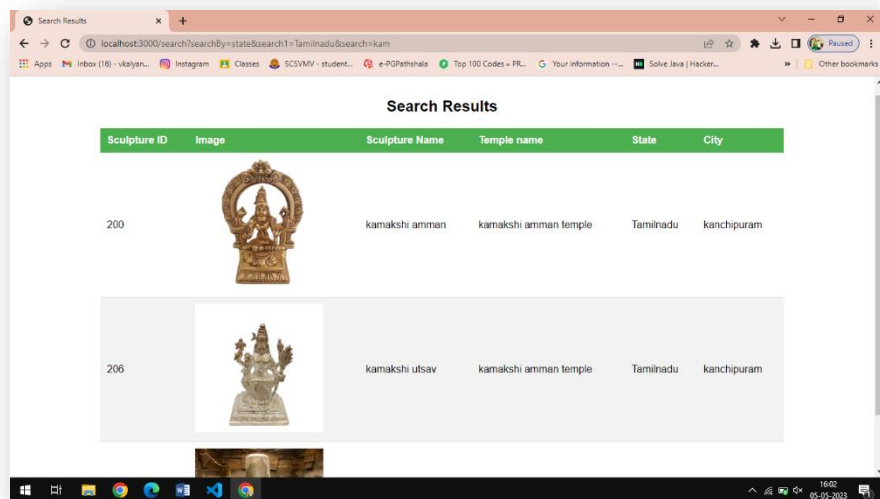 Search Results
localhost:3000/search?searchBy=state&search1=Tamilnadu&search=kam
Paused
Apps Inbox (16) - vkalyan... Instagram Classes SCSVMV - student... e-PGPathshala Top 100 Codes » PR... Your information --... Solve Java | Hacker... » Other bookmarks
Search Results
Sculpture ID Image Sculpture Name Temple name State City
200 kamakshi amman kamakshi amman temple Tamilnadu kanchipuram
206 kamakshi utsav kamakshi amman temple Tamilnadu kanchipuram
16:02
05-05-2023